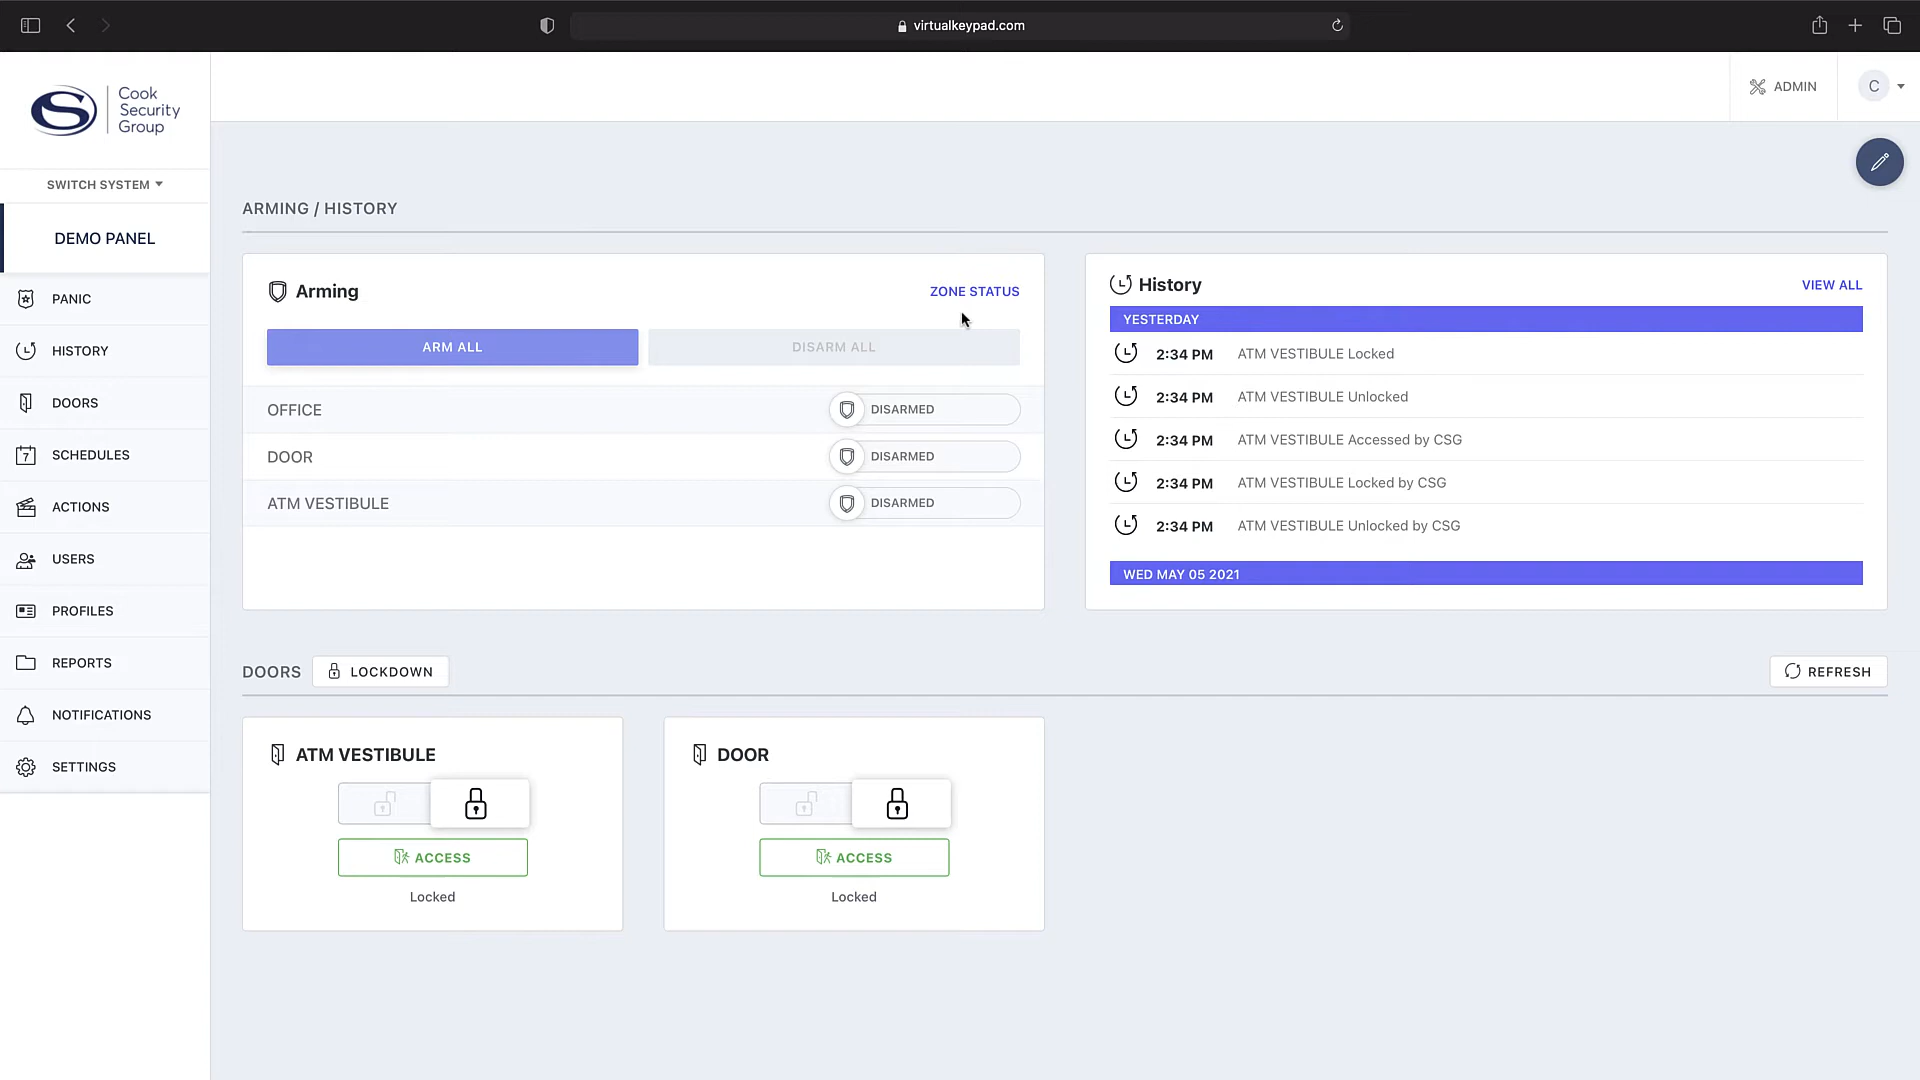 virtualkeypad.com
Cook
Security
Group
ADMIN
C
SWITCH SYSTEM
DEMO PANEL
PANIC
HISTORY
DOORS
7
SCHEDULES
ACTIONS
USERS
PROFILES
REPORTS
NOTIFICATIONS
SETTINGS
ARMING / HISTORY
Arming
ZONE STATUS
ARM ALL
DISARM ALL
OFFICE
DISARMED
DOOR
DISARMED
ATM VESTIBULE
DISARMED
History
VIEW ALL
YESTERDAY
2:34 PM ATM VESTIBULE Locked
2:34 PM ATM VESTIBULE Unlocked
2:34 PM ATM VESTIBULE Accessed by CSG
2:34 PM ATM VESTIBULE Locked by CSG
2:34 PM ATM VESTIBULE Unlocked by CSG
WED MAY 05 2021
DOORS
LOCKDOWN
REFRESH
ATM VESTIBULE
ACCESS
Locked
DOOR
ACCESS
Locked